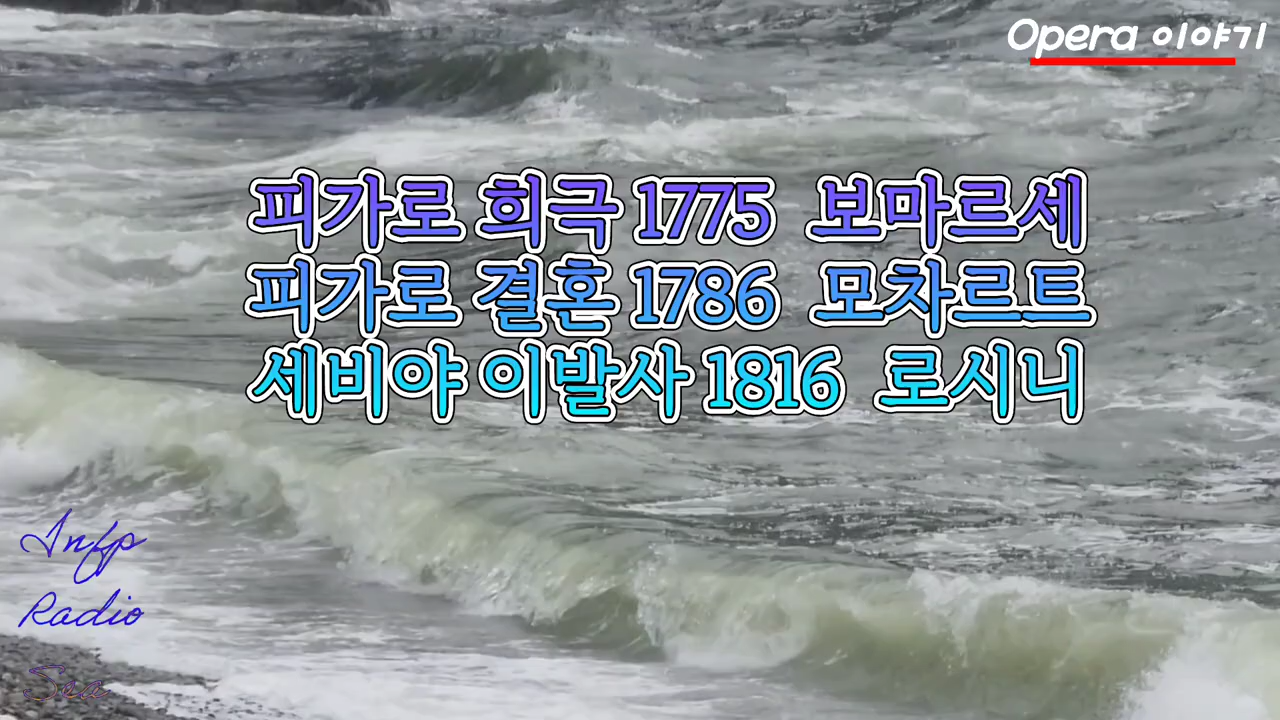 Opera 이야기
피가로 희극 1775 보마르세
피가로 결혼 1786 모차르트
세비야 이발사 1816 로시니
Infp
Radio
Sea